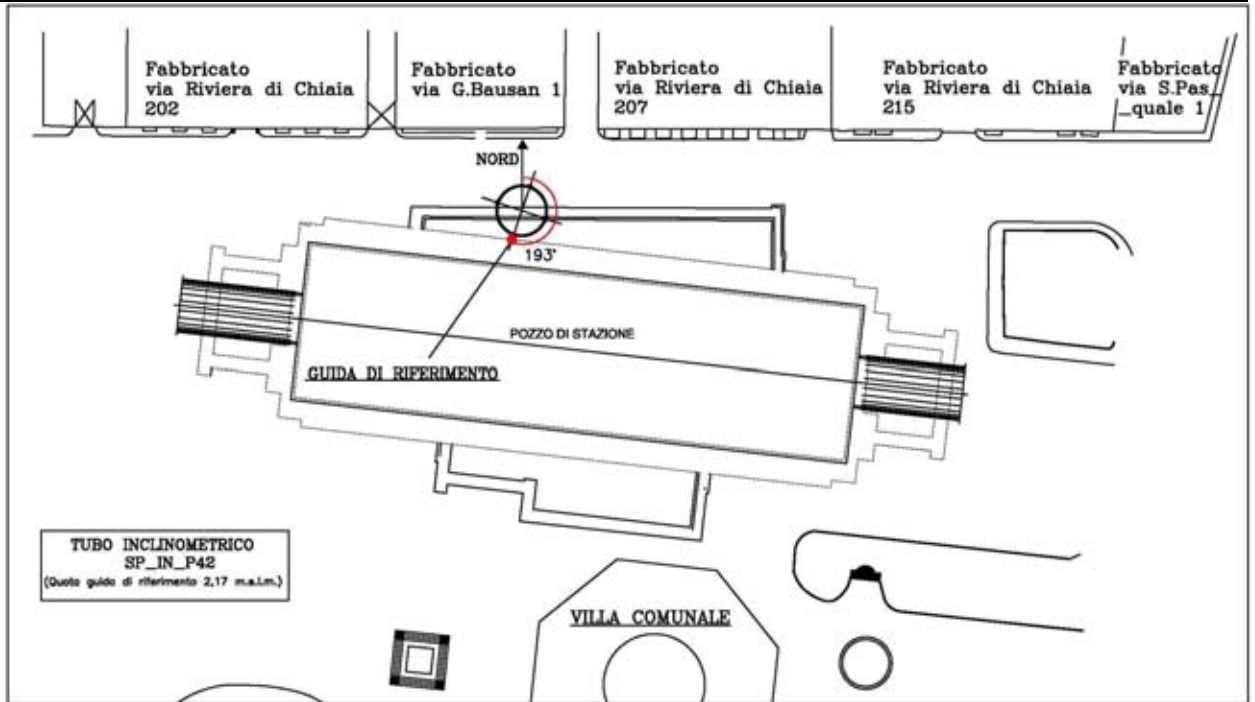 Fabbricato
via Riviera di Chiaia
202
Fabbricato
via G.Bausan 1
Fabbricato
via Riviera di Chiaia
207
Fabbricato
via Riviera di Chiaia
215
Fabbricato
via S.Pas_
_quale 1
NORD
193°
POZZO DI STAZIONE
GUIDA DI RIFERIMENTO
TUBO INCLINOMETRICO
SP_IN_P42
(Quota guida di riferimento 2,17 m.s.l.m.)
VILLA COMUNALE